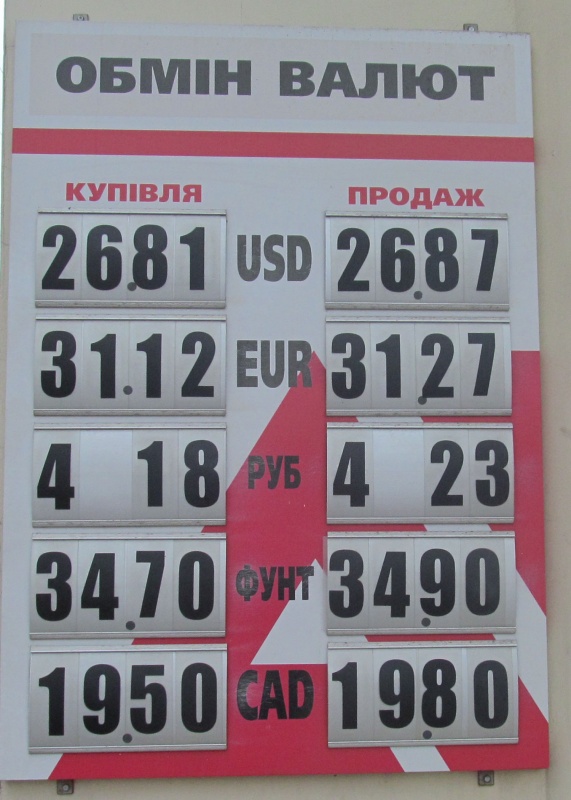 ОБМІН ВАЛЮТ
КУПІВЛЯ ПРОДАЖ
26.81 USD 26.87
31.12 EUR 31.27
4 18 РУБ 4 23
34.70 ФУНТ 34.90
19.50 CAD 19.80